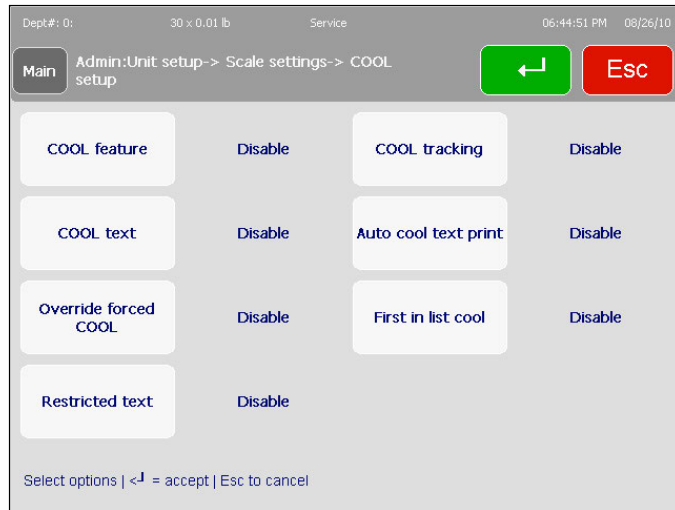 Dept#: 0: 30 x 0.01 lb Service 06:44:51 PM 08/26/10
Main Admin:Unit setup-> Scale settings-> COOL
setup
Esc
COOL feature Disable COOL tracking Disable
COOL text Disable Auto cool text print Disable
Override forced
COOL Disable First in list cool Disable
Restricted text Disable
Select options | <┘ = accept | Esc to cancel